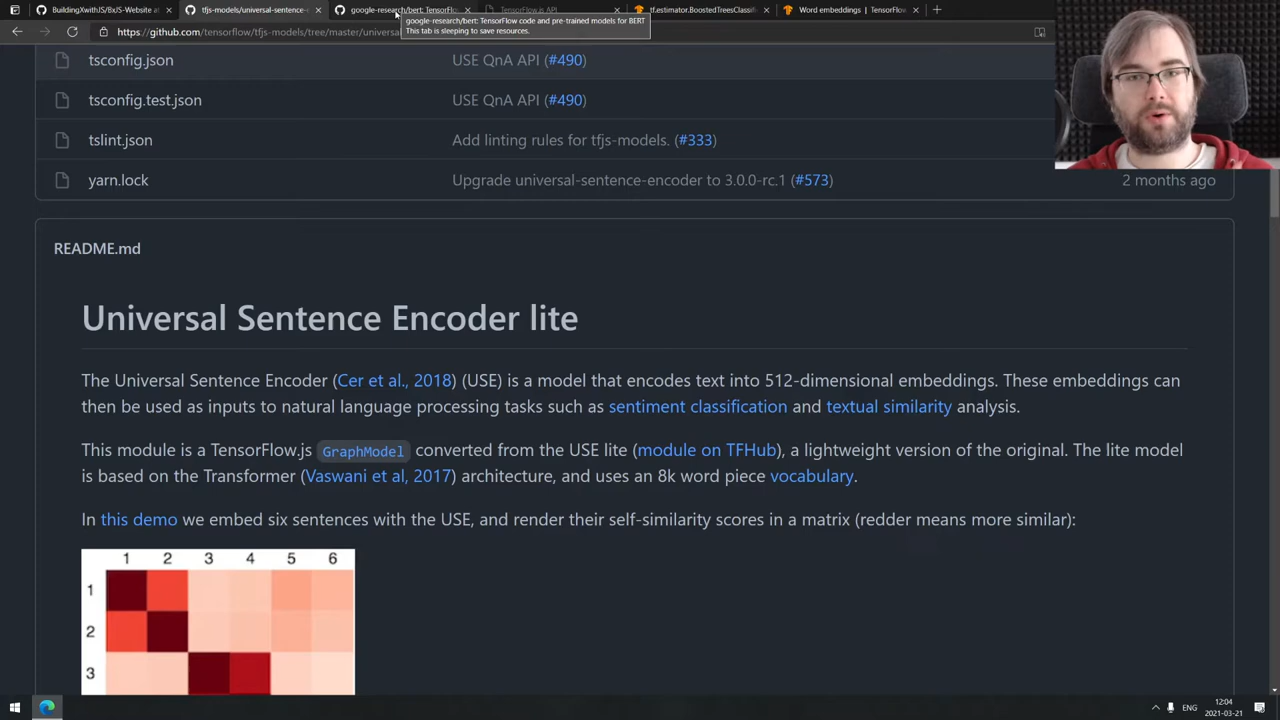 BuildingXwithJS/BXJS-Website at
tfjs-models/universal-sentence-
google-research/bert: TensorFlow
TensorFlow.js API
tf.estimator.BoostedTreesClassifi
Word embeddings | TensorFlow
google-research/bert: TensorFlow code and pre-trained models for BERT
This tab is sleeping to save resources.
https://github.com/tensorflow/tfjs-models/tree/master/universa
tsconfig.json USE QnA API (#490)
tsconfig.test.json USE QnA API (#490)
tslint.json Add linting rules for tfjs-models. (#333)
yarn.lock Upgrade universal-sentence-encoder to 3.0.0-rc.1 (#573) 2 months ago
README.md
Universal Sentence Encoder lite
The Universal Sentence Encoder (Cer et al., 2018) (USE) is a model that encodes text into 512-dimensional embeddings. These embeddings can
then be used as inputs to natural language processing tasks such as sentiment classification and textual similarity analysis.
This module is a TensorFlow.js GraphModel converted from the USE lite (module on TFHub), a lightweight version of the original. The lite model
is based on the Transformer (Vaswani et al, 2017) architecture, and uses an 8k word piece vocabulary.
In this demo we embed six sentences with the USE, and render their self-similarity scores in a matrix (redder means more similar):
1 2 3 4 5 6
1
2
3
ENG
12:04
2021-03-21